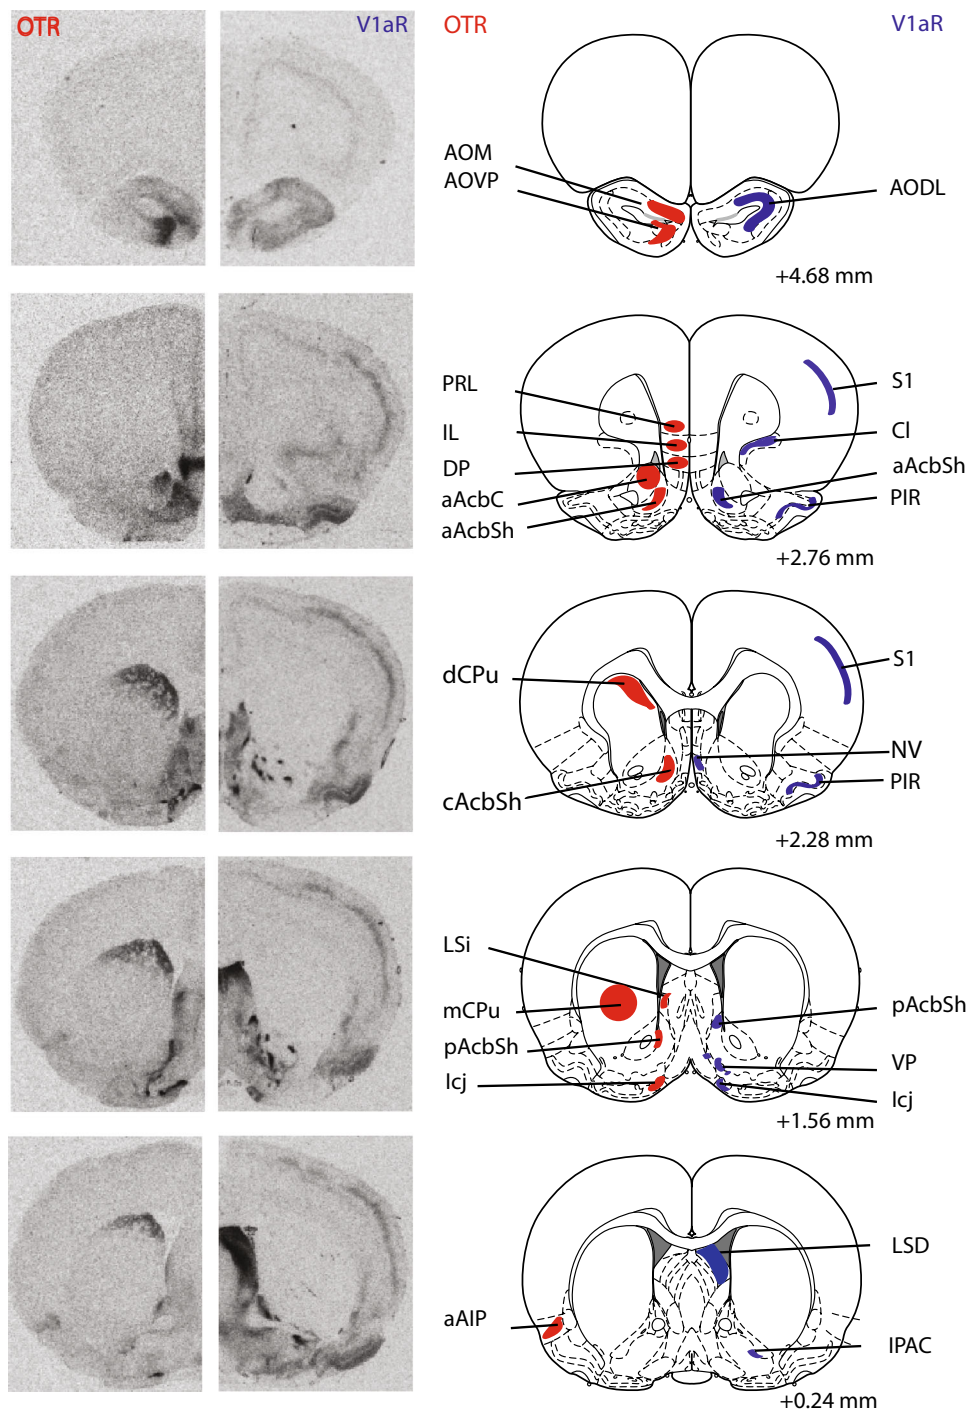 OTR
V1aR
OTR
V1aR
AOM
AOVP
AODL
+4.68 mm
PRL
IL
DP
aAcbC
aAcbSh
S1
Cl
aAcbSh
PIR
+2.76 mm
dCPu
cAcbSh
S1
NV
PIR
+2.28 mm
LSi
mCPu
pAcbSh
Icj
pAcbSh
VP
Icj
+1.56 mm
aAIP
LSD
IPAC
+0.24 mm